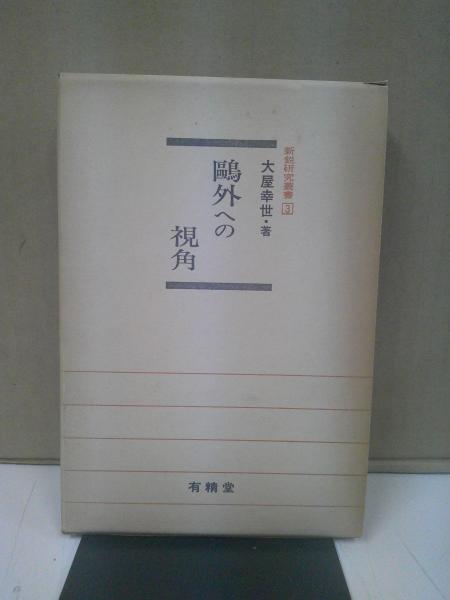 新鋭研究叢書3
大屋幸世・著
鷗外への
視角
有精堂